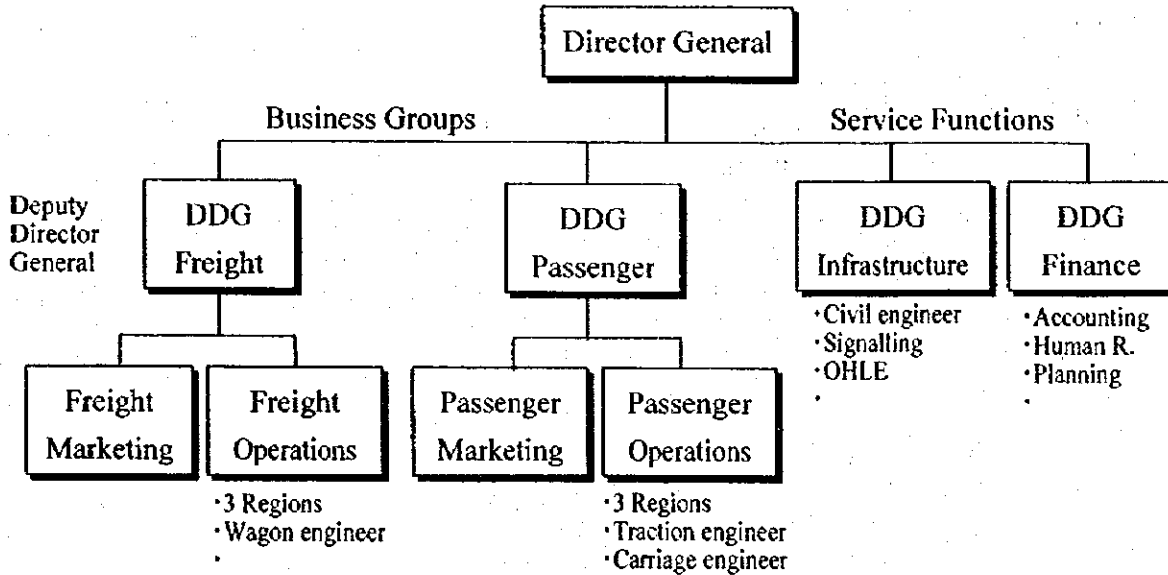 Director General
Business Groups
Service Functions
Deputy
Director
General
DDG
Freight
DDG
Passenger
DDG
Infrastructure
DDG
Finance
·Civil engineer
·Signalling
·OHLE
·
·Accounting
·Human R.
·Planning
·
Freight
Marketing
Freight
Operations
Passenger
Marketing
Passenger
Operations
·3 Regions
·Wagon engineer
·
·3 Regions
·Traction engineer
·Carriage engineer